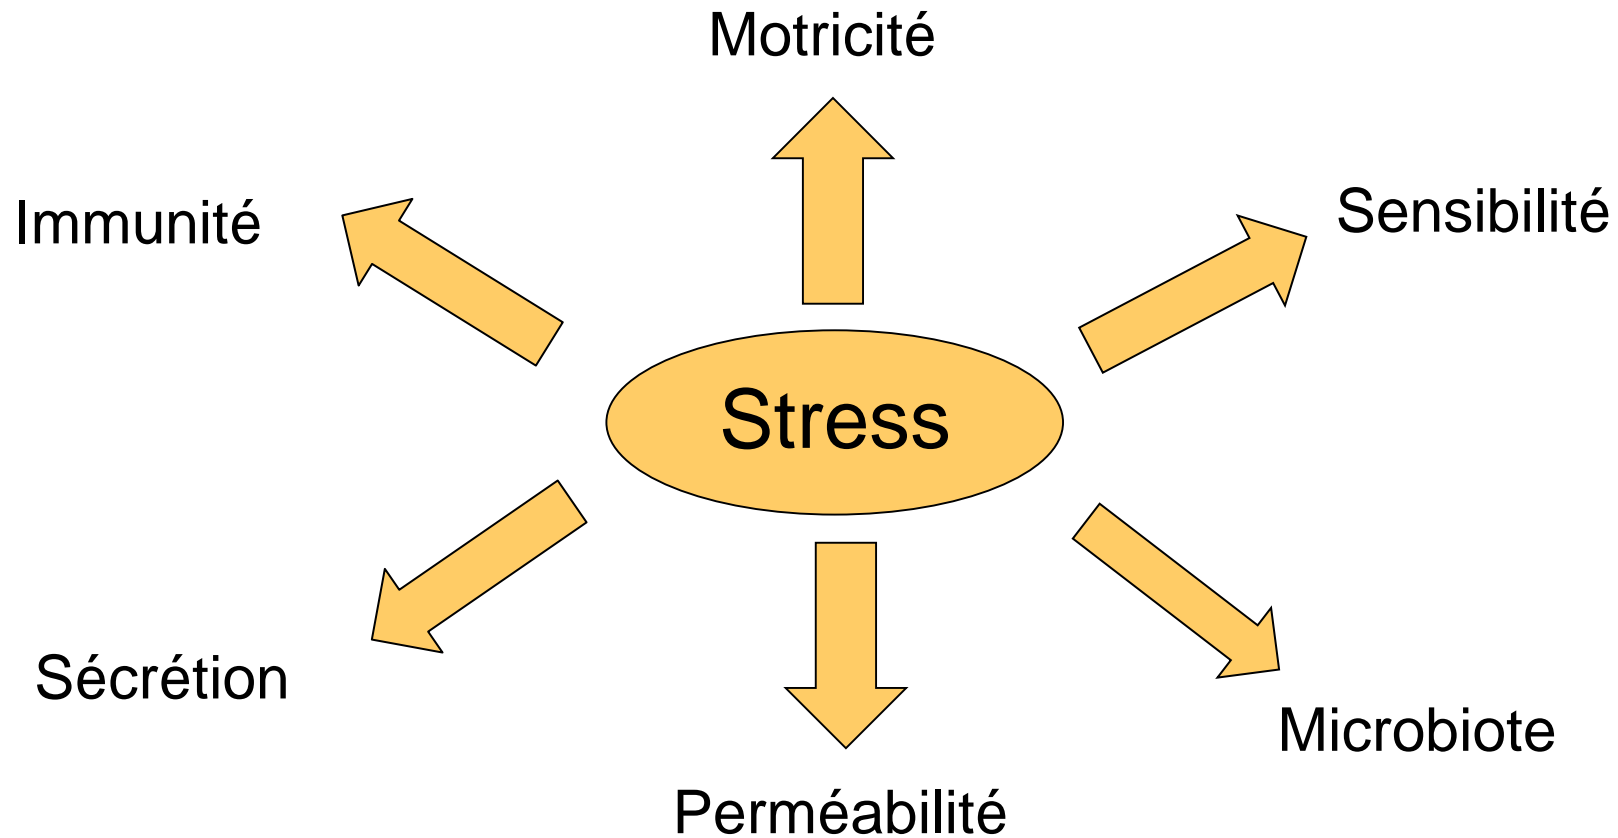 Motricité
Immunité
Sensibilité
Stress
Sécrétion
Microbiote
Perméabilité